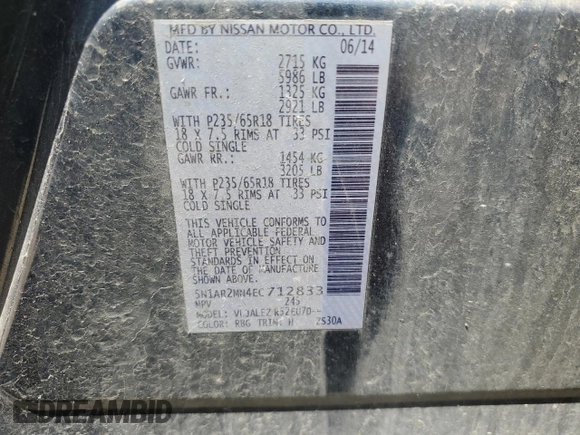 MFD BY NISSAN MOTOR CO., LTD.
DATE: 06/14
GVWR: 2715 KG
5986 LB
GAWR FR.: 1325 KG
2921 LB
WITH P235/65R18 TIRES
18 X 7.5 RIMS AT 33 PSI
COLD SINGLE
GAWR RR.: 1454 KG
3205 LB
WITH P235/65R18 TIRES
18 X 7.5 RIMS AT 33 PSI
COLD SINGLE
THIS VEHICLE CONFORMS TO
ALL APPLICABLE FEDERAL
MOTOR VEHICLE SAFETY AND
THEFT PREVENTION
STANDARDS IN EFFECT ON
THE DATE OF MANUFACTURE
SHOWN ABOVE.
5N1AR2MN4EC712833
MPV 245
MODEL:
COLOR: RBG TRIM: H ZS30A
DREAMBID